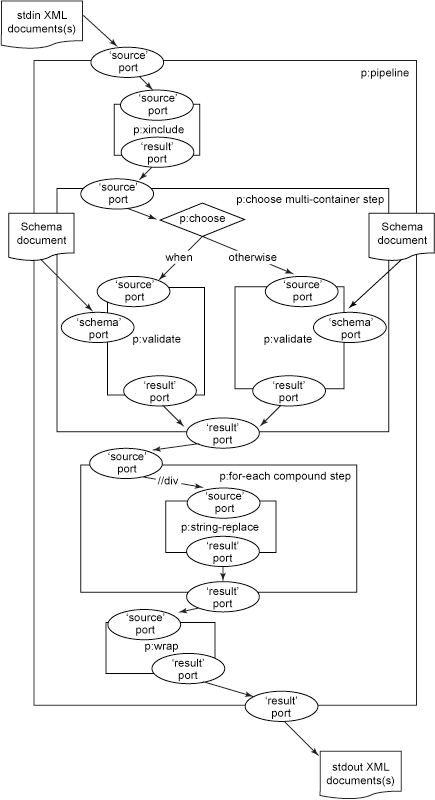 stdin XML
documents(s)
‘source’
port
p:pipeline
‘source’
port
p:xinclude
‘result’
port
‘source’
port
p:choose multi-container step
p:choose
Schema
document
Schema
document
when
otherwise
‘source’
port
‘source’
port
‘schema’
port
p:validate
p:validate
‘schema’
port
‘result’
port
‘result’
port
‘result’
port
‘source’
port
p:for-each compound step
//div
‘source’
port
p:string-replace
‘result’
port
‘result’
port
‘source’
port
p:wrap
‘result’
port
‘result’
port
stdout XML
documents(s)